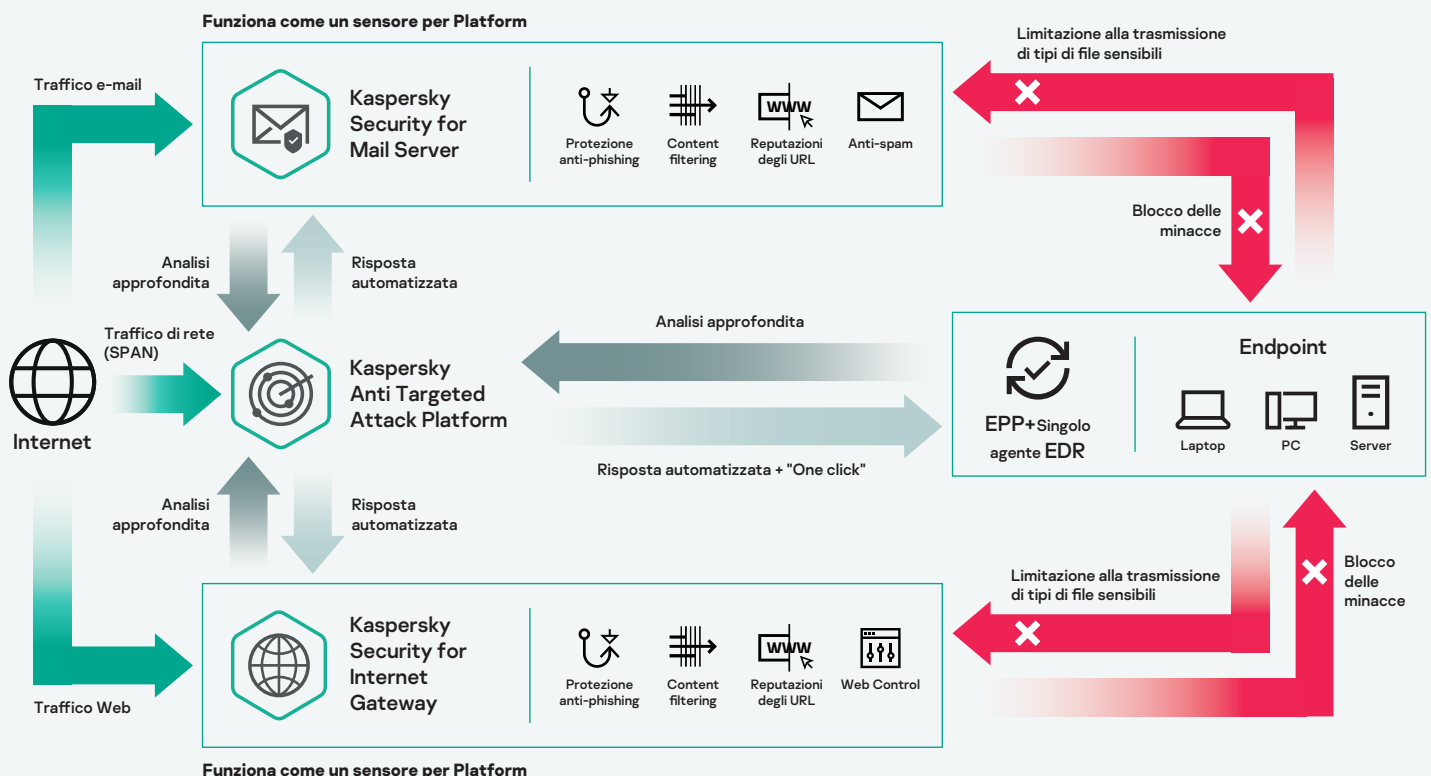 Funziona come un sensore per Platform
Traffico e-mail
Kaspersky
Security for
Mail Server
Protezione
anti-phishing
Content
filtering
www
Reputazioni
degli URL
Anti-spam
Limitazione alla trasmissione
di tipi di file sensibili
Blocco delle
minacce
Analisi
approfondita
Risposta
automatizzata
Internet
Traffico di rete
(SPAN)
Kaspersky
Anti Targeted
Attack Platform
Analisi approfondita
Risposta automatizzata + "One click"
EPP+Singolo
agente EDR
Endpoint
Laptop
PC
Server
Analisi
approfondita
Risposta
automatizzata
Limitazione alla trasmissione
di tipi di file sensibili
Blocco
delle
minacce
Traffico Web
Kaspersky
Security for
Internet
Gateway
Protezione
anti-phishing
Content
filtering
www
Reputazioni
degli URL
Web Control
Funziona come un sensore per Platform